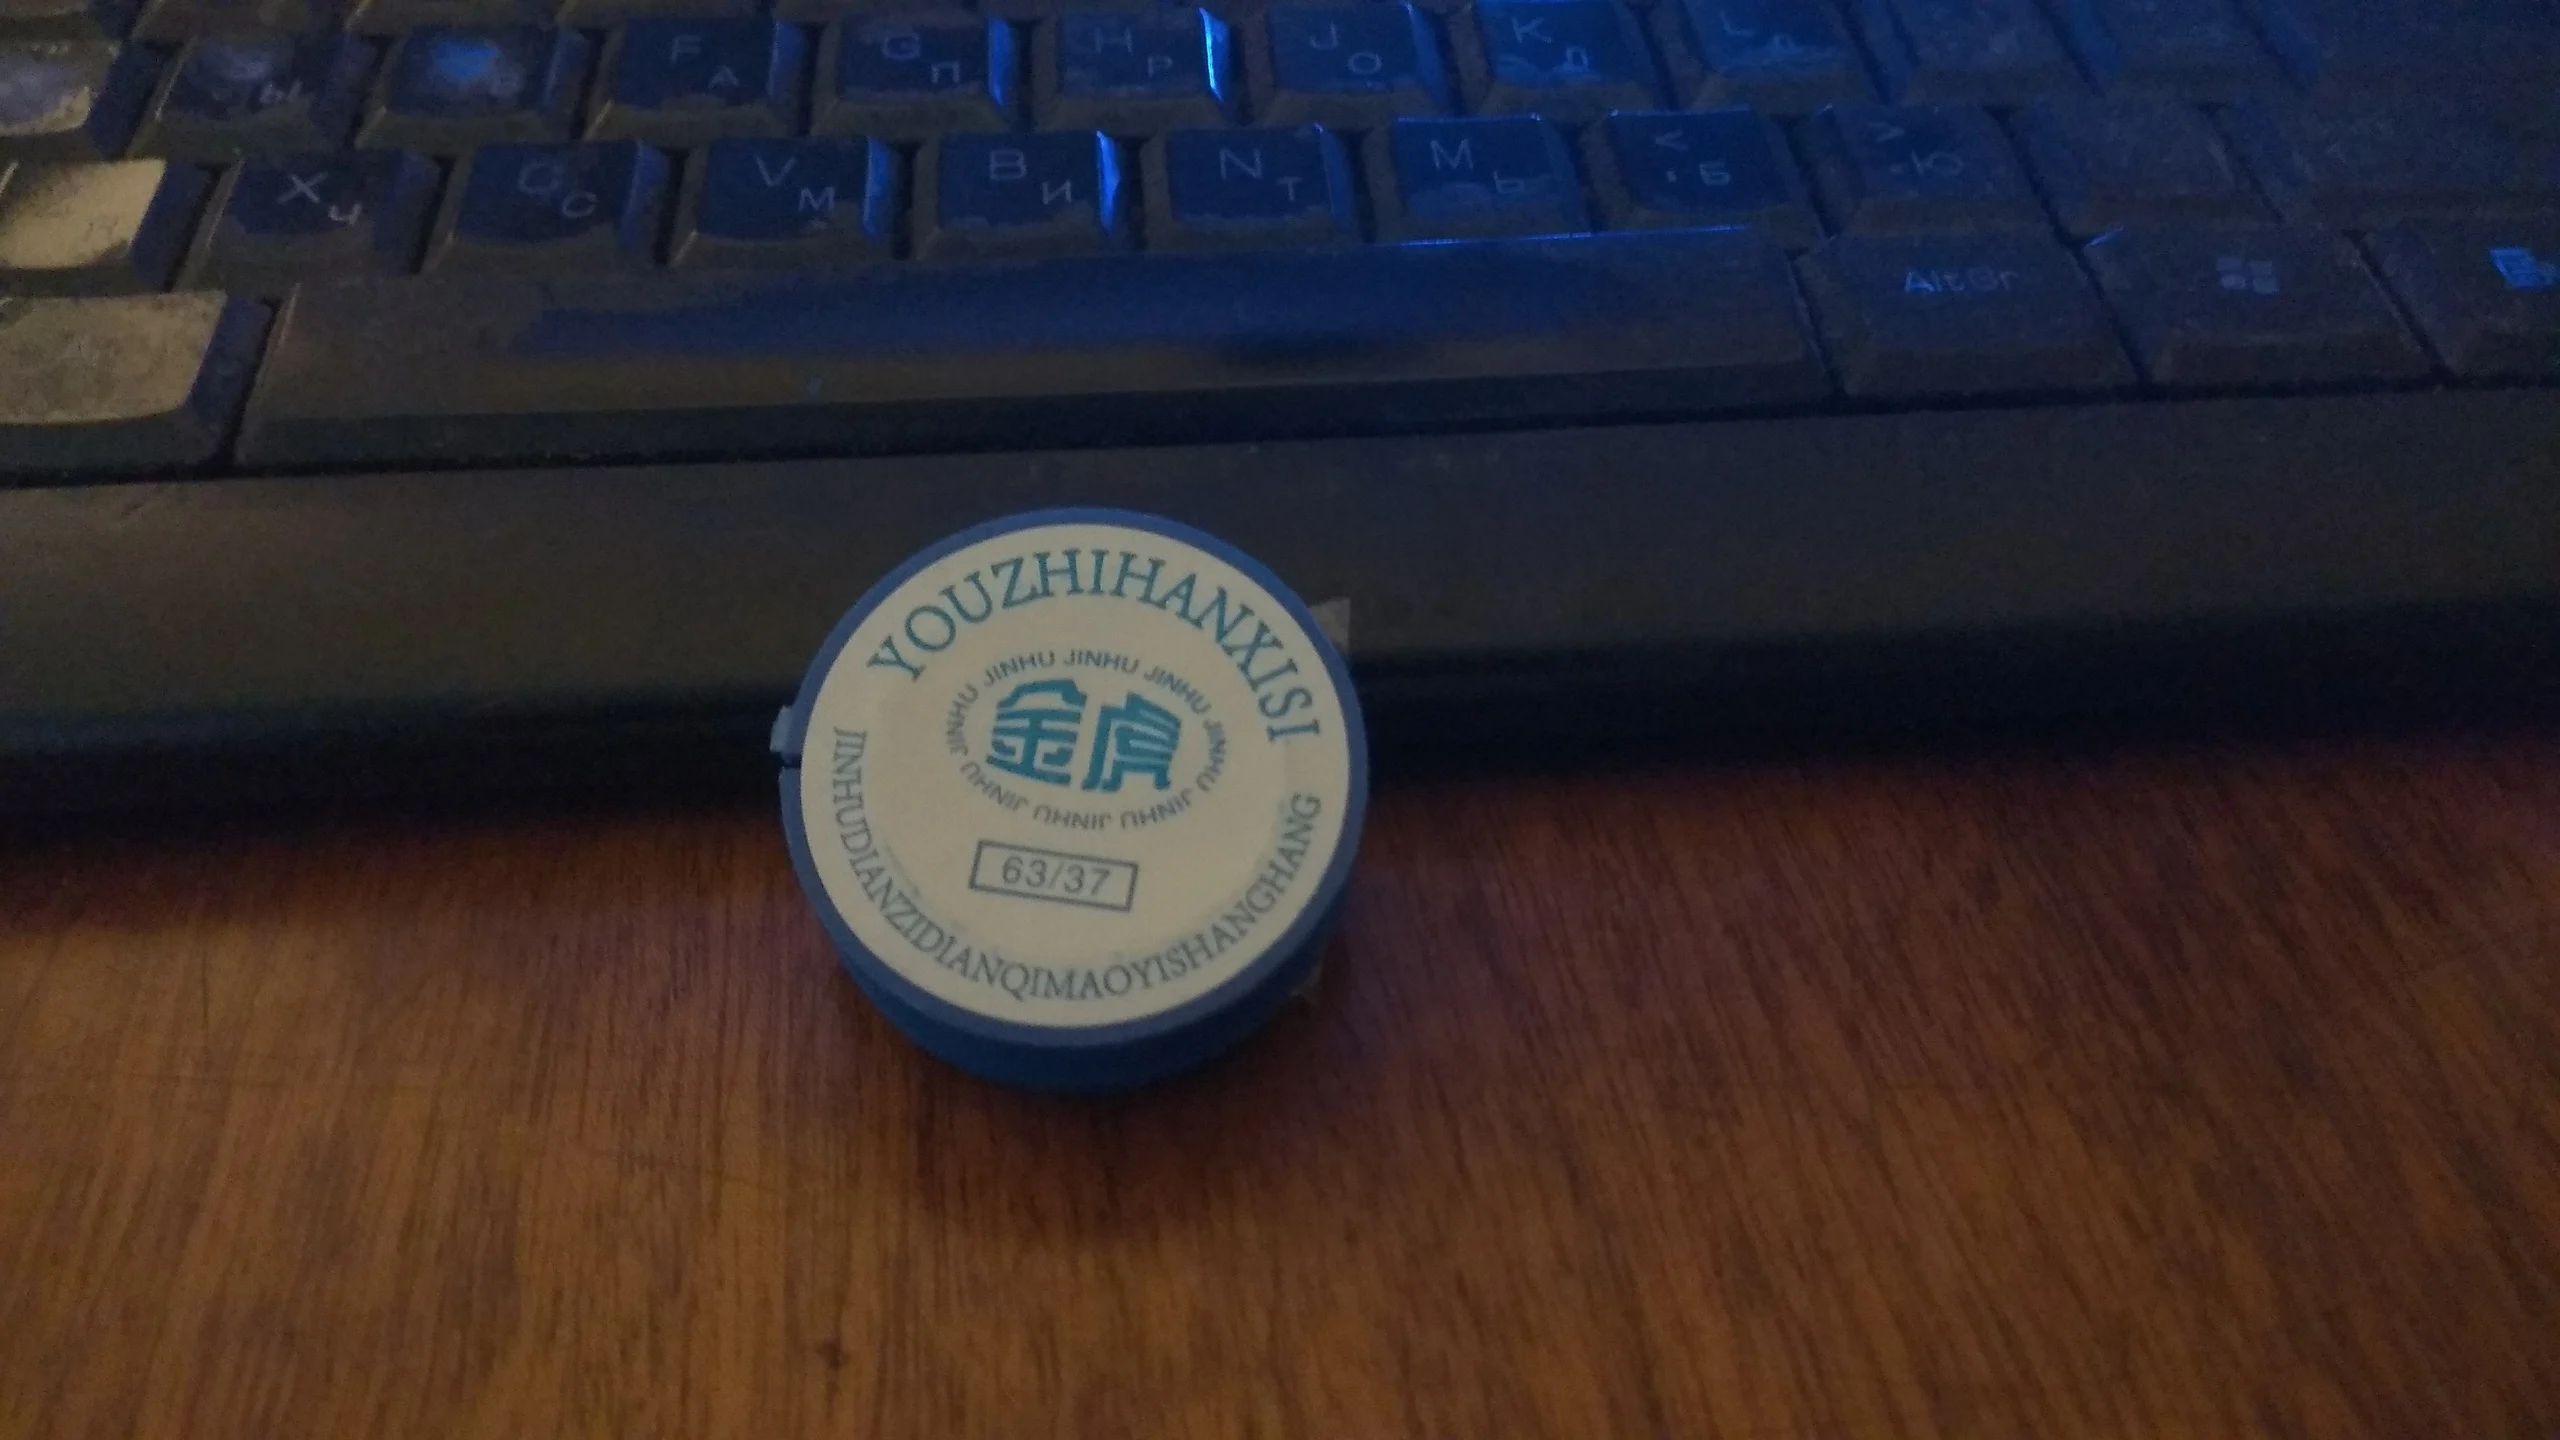 F А G П H Р J О K Д L Д
Ы
X Ч C С V М B И N Т M Ь < , Б > . Ю
AltGr
YOUZHIHANXISI
JINHU JINHU JINHU JINHU JINHU JINHU JINHU JINHU JINHU
金虎
63/37
JINHUDIANZIDIANQIMAOYISHANGHANG